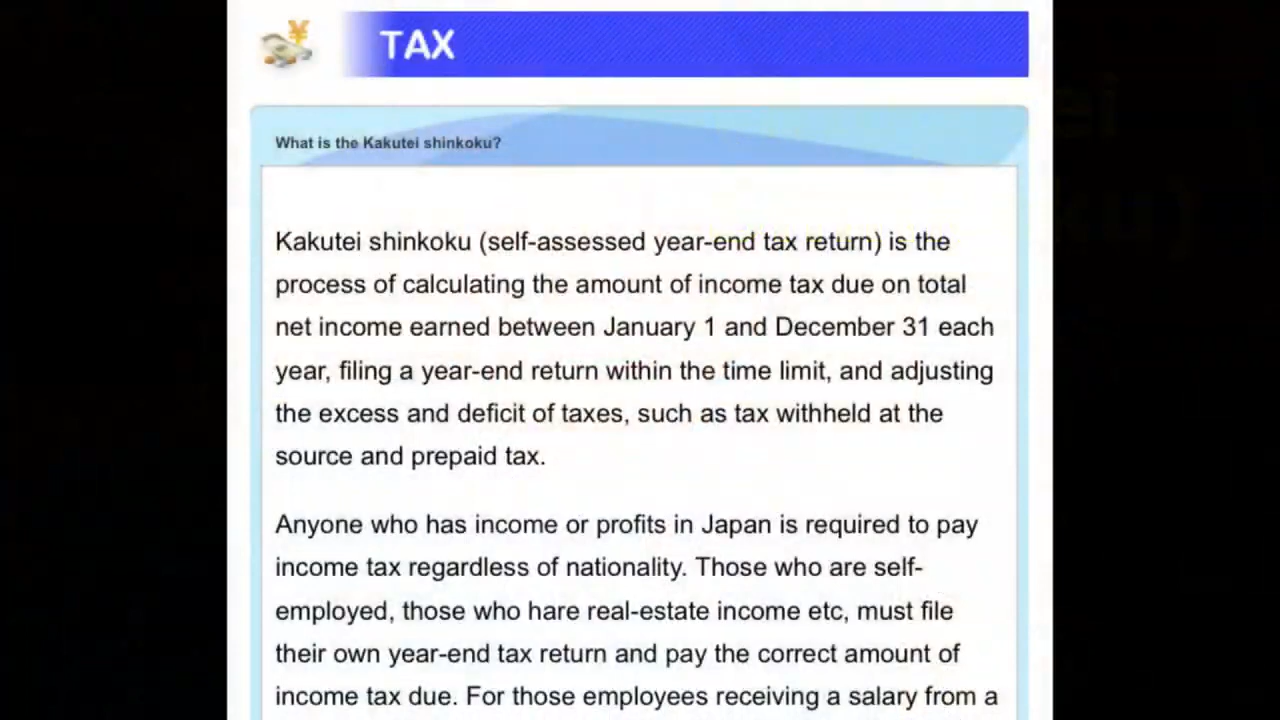 ¥
TAX
What is the Kakutei shinkoku?
Kakutei shinkoku (self-assessed year-end tax return) is the
process of calculating the amount of income tax due on total
net income earned between January 1 and December 31 each
year, filing a year-end return within the time limit, and adjusting
the excess and deficit of taxes, such as tax withheld at the
source and prepaid tax.
Anyone who has income or profits in Japan is required to pay
income tax regardless of nationality. Those who are self-
employed, those who hare real-estate income etc, must file
their own year-end tax return and pay the correct amount of
income tax due. For those employees receiving a salary from a